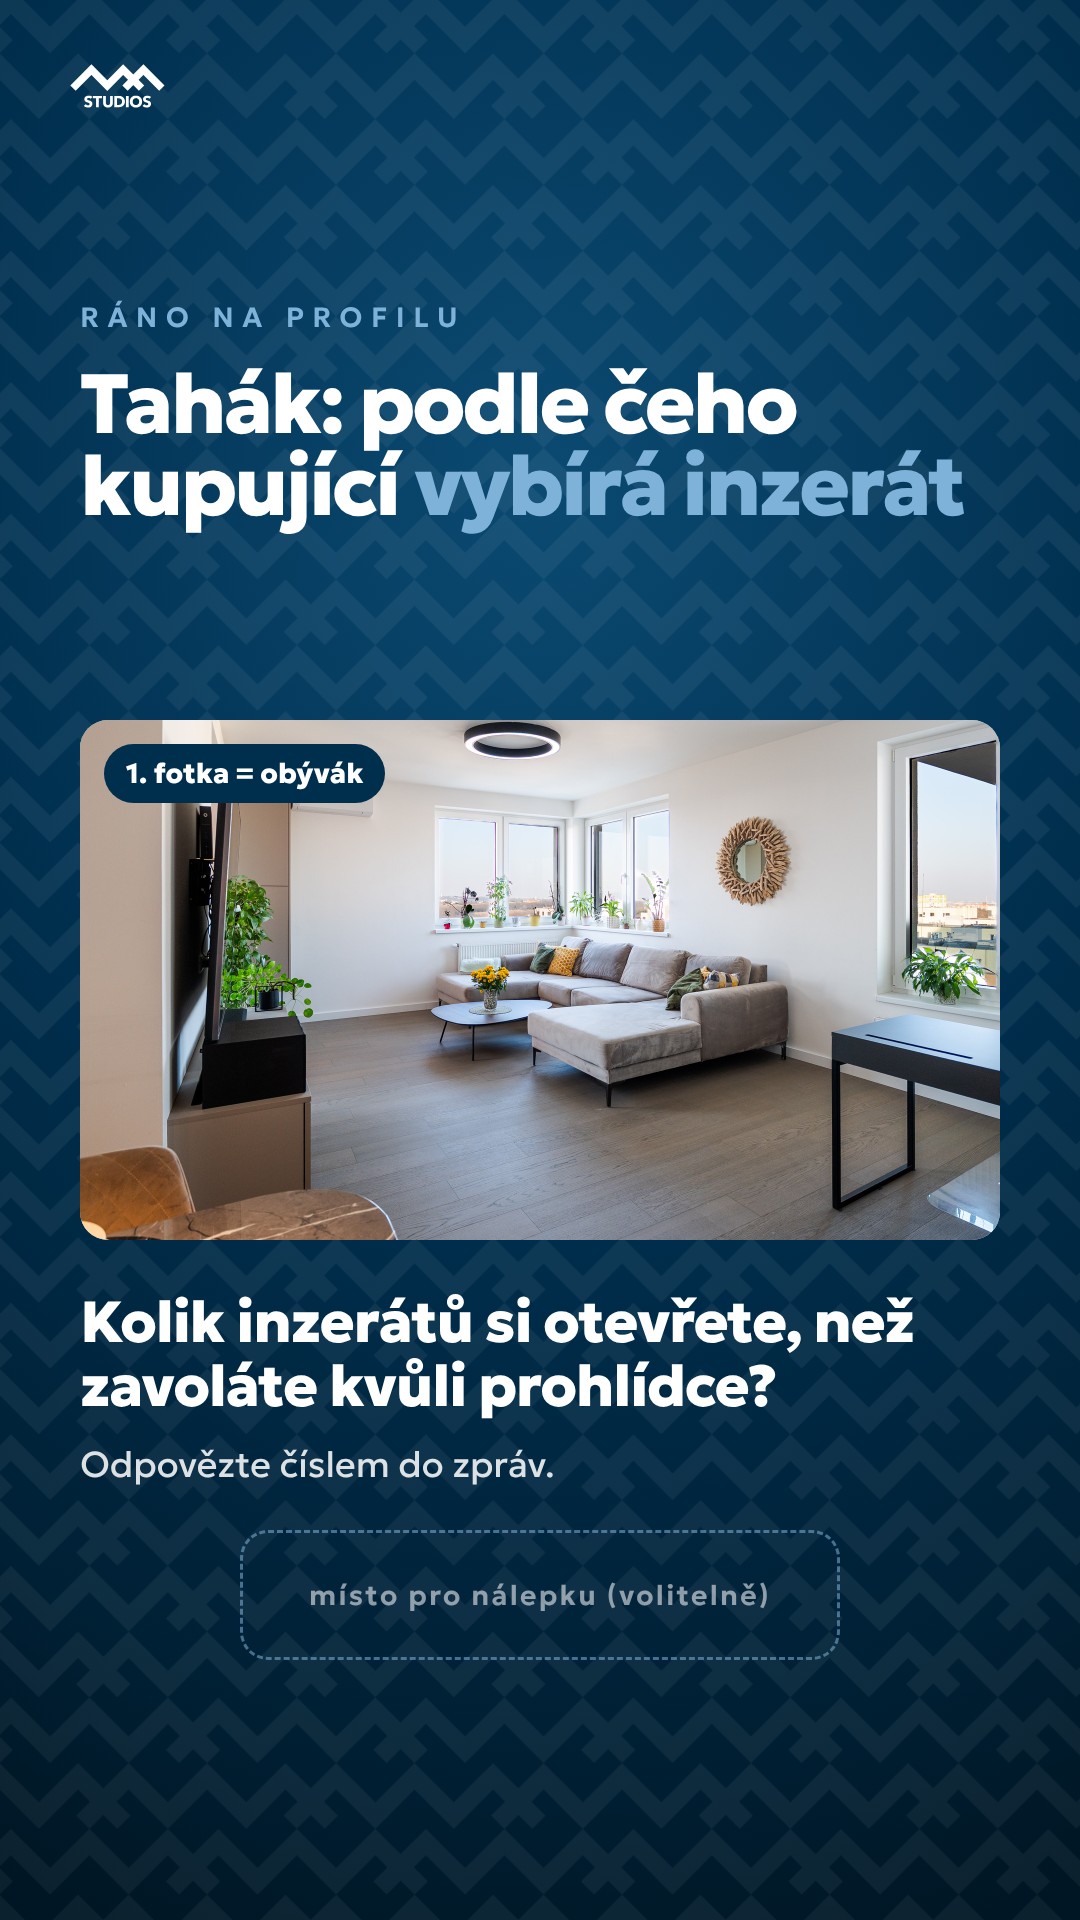 STUDIOS
RÁNO NA PROFILU
Tahák: podle čeho
kupující vybírá inzerát
1. fotka = obývák
Kolik inzerátů si otevřete, než
zavoláte kvůli prohlídce?
Odpovězte číslem do zpráv.
místo pro nálepku (volitelně)